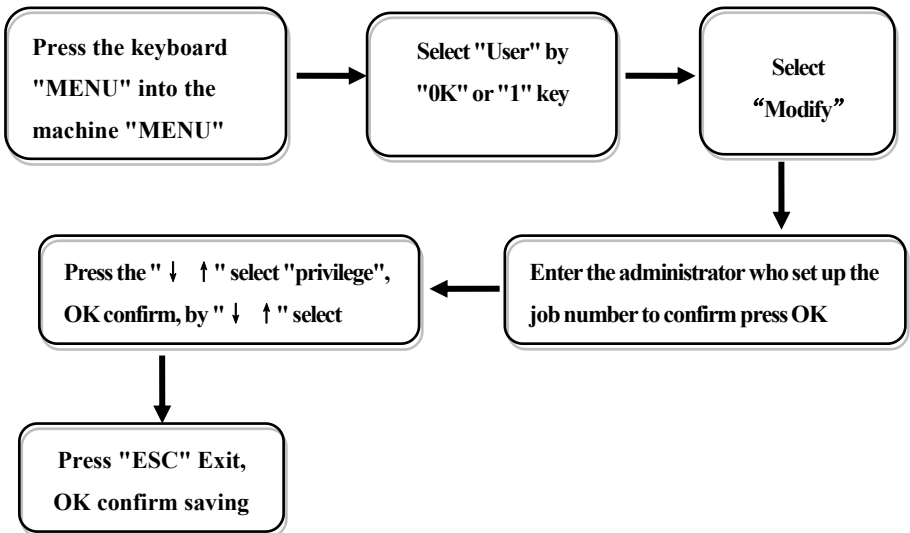 Press the keyboard
"MENU" into the
machine "MENU"
Select "User" by
"0K" or "1" key
Select
“Modify”
Enter the administrator who set up the
job number to confirm press OK
Press the " ↓ ↑ " select "privilege",
OK confirm, by " ↓ ↑ " select
Press "ESC" Exit,
OK confirm saving